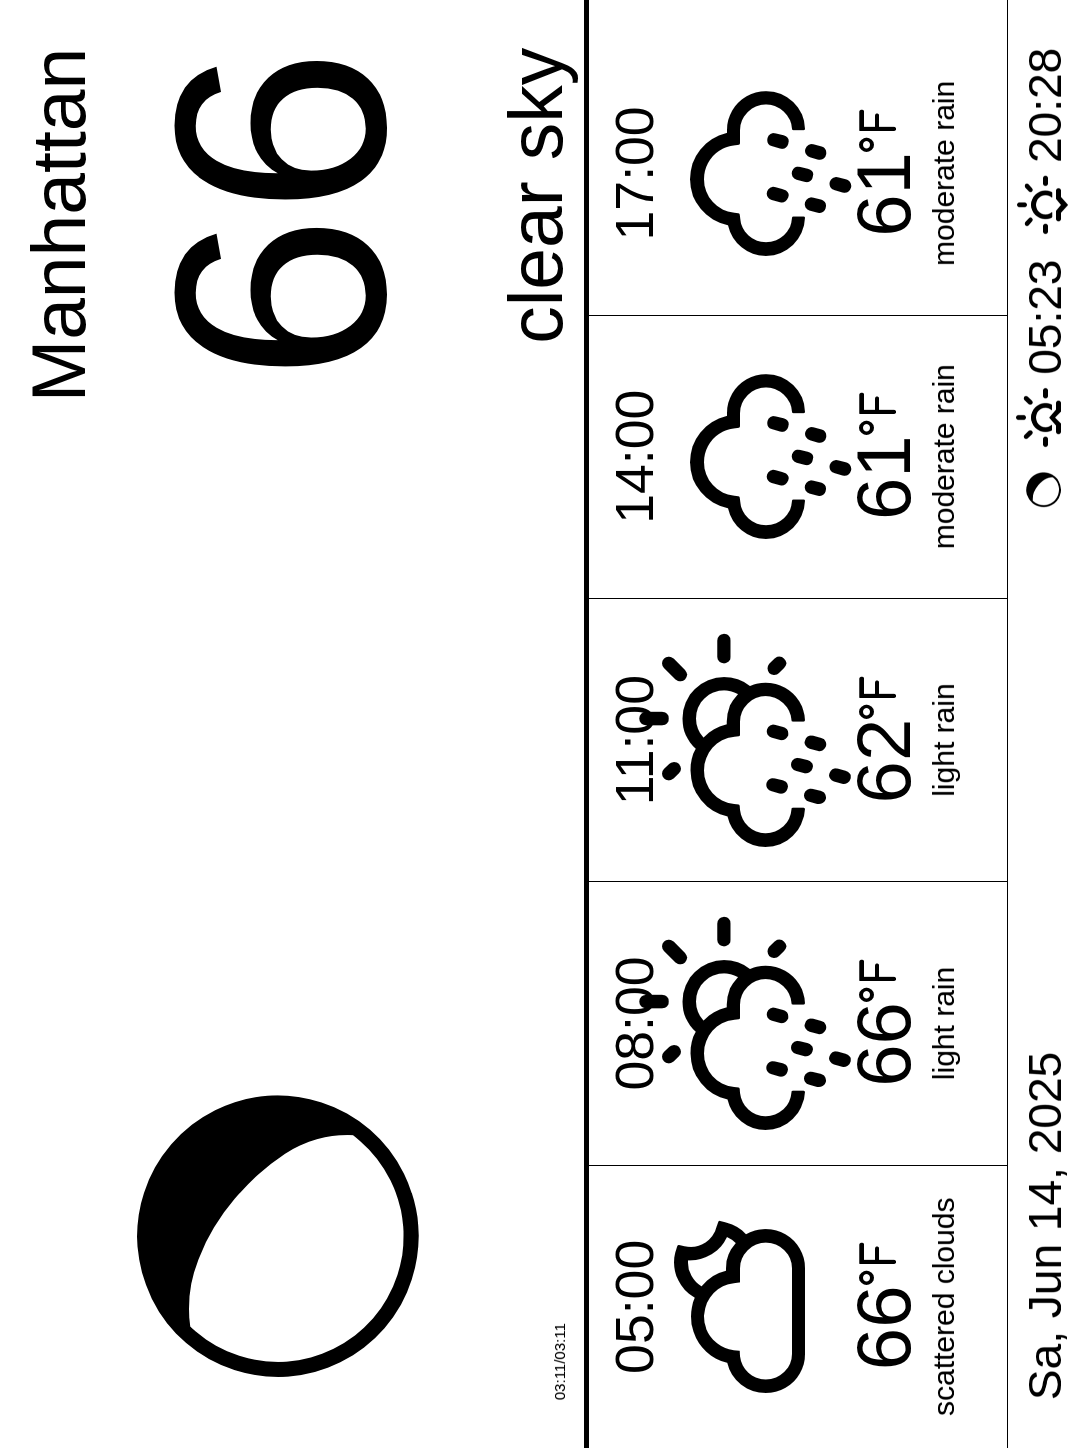 Manhattan
66
clear sky
03:11/03:11
05:00
66°F
scattered clouds
08:00
66°F
light rain
11:00
62°F
light rain
14:00
61°F
moderate rain
17:00
61°F
moderate rain
Sa, Jun 14, 2025
05:23 20:28